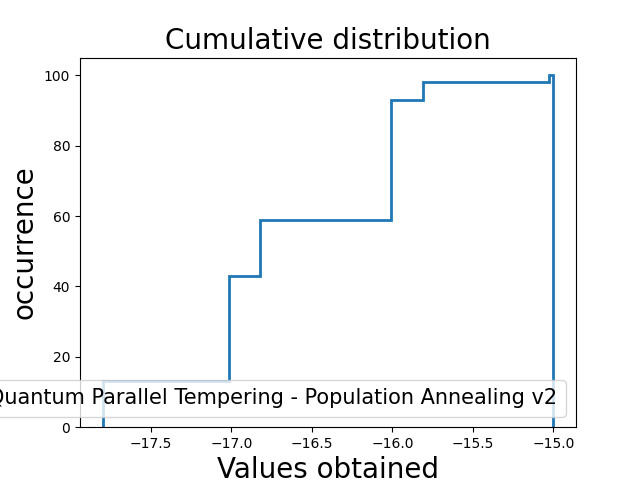 Cumulative distribution
100
80
60
40
20
0
occurrence
Quantum Parallel Tempering - Population Annealing v2
−17.5 −17.0 −16.5 −16.0 −15.5 −15.0
Values obtained